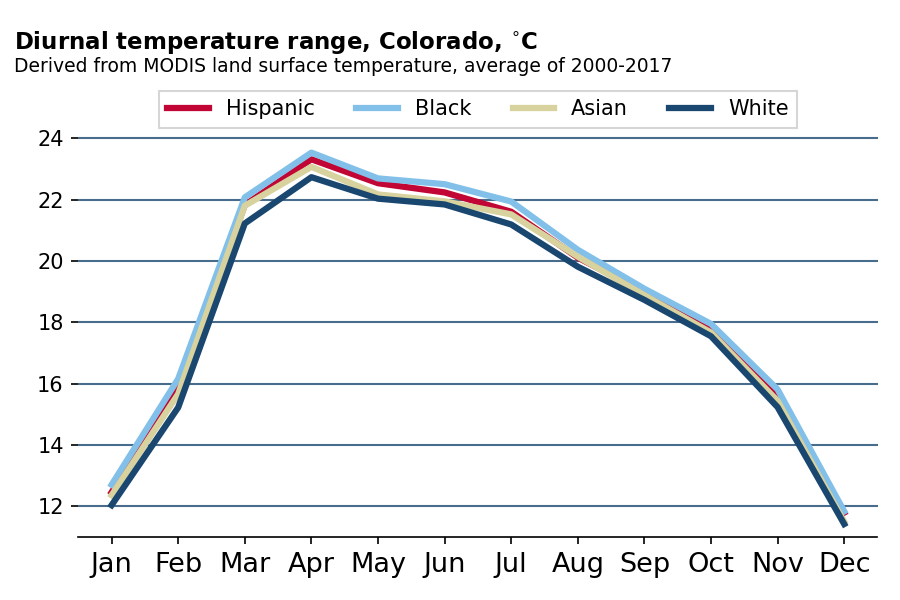 Diurnal temperature range, Colorado, °C
Derived from MODIS land surface temperature, average of 2000-2017
Hispanic Black Asian White
24
22
20
18
16
14
12
Jan Feb Mar Apr May Jun Jul Aug Sep Oct Nov Dec